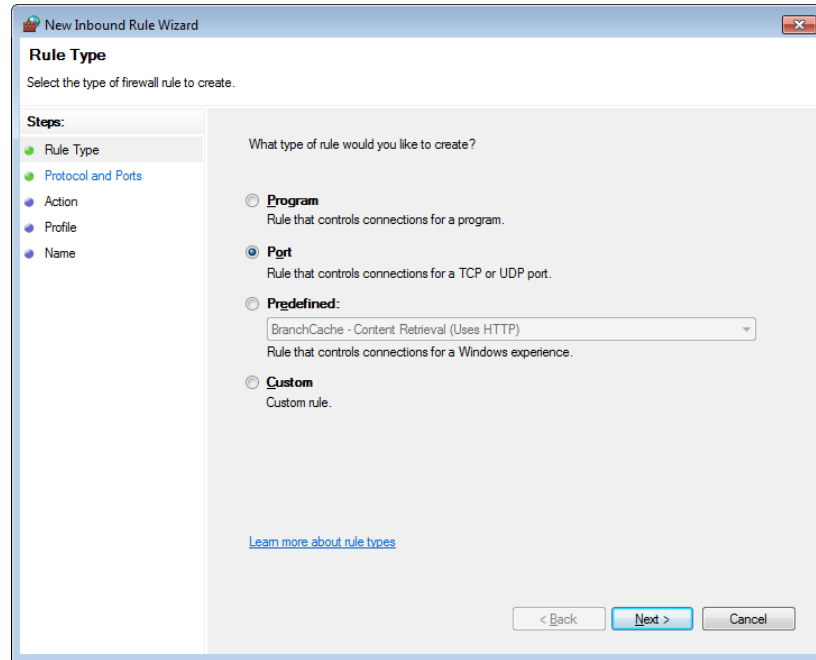 New Inbound Rule Wizard
Rule Type
Select the type of firewall rule to create.
Steps:
Rule Type
Protocol and Ports
Action
Profile
Name
What type of rule would you like to create?
Program
Rule that controls connections for a program.
Port
Rule that controls connections for a TCP or UDP port.
Predefined:
BranchCache - Content Retrieval (Uses HTTP)
Rule that controls connections for a Windows experience.
Custom
Custom rule.
Learn more about rule types
< Back Next > Cancel